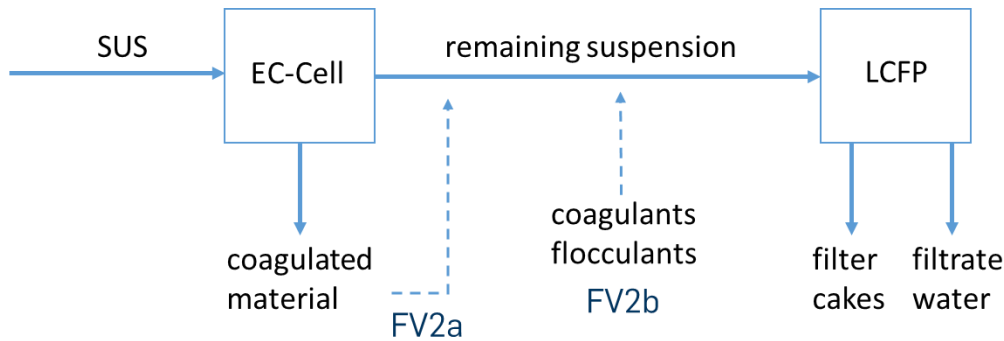 SUS
EC-Cell
remaining suspension
LCFP
coagulated
material
FV2a
coagulants
flocculants
FV2b
filter
cakes
filtrate
water